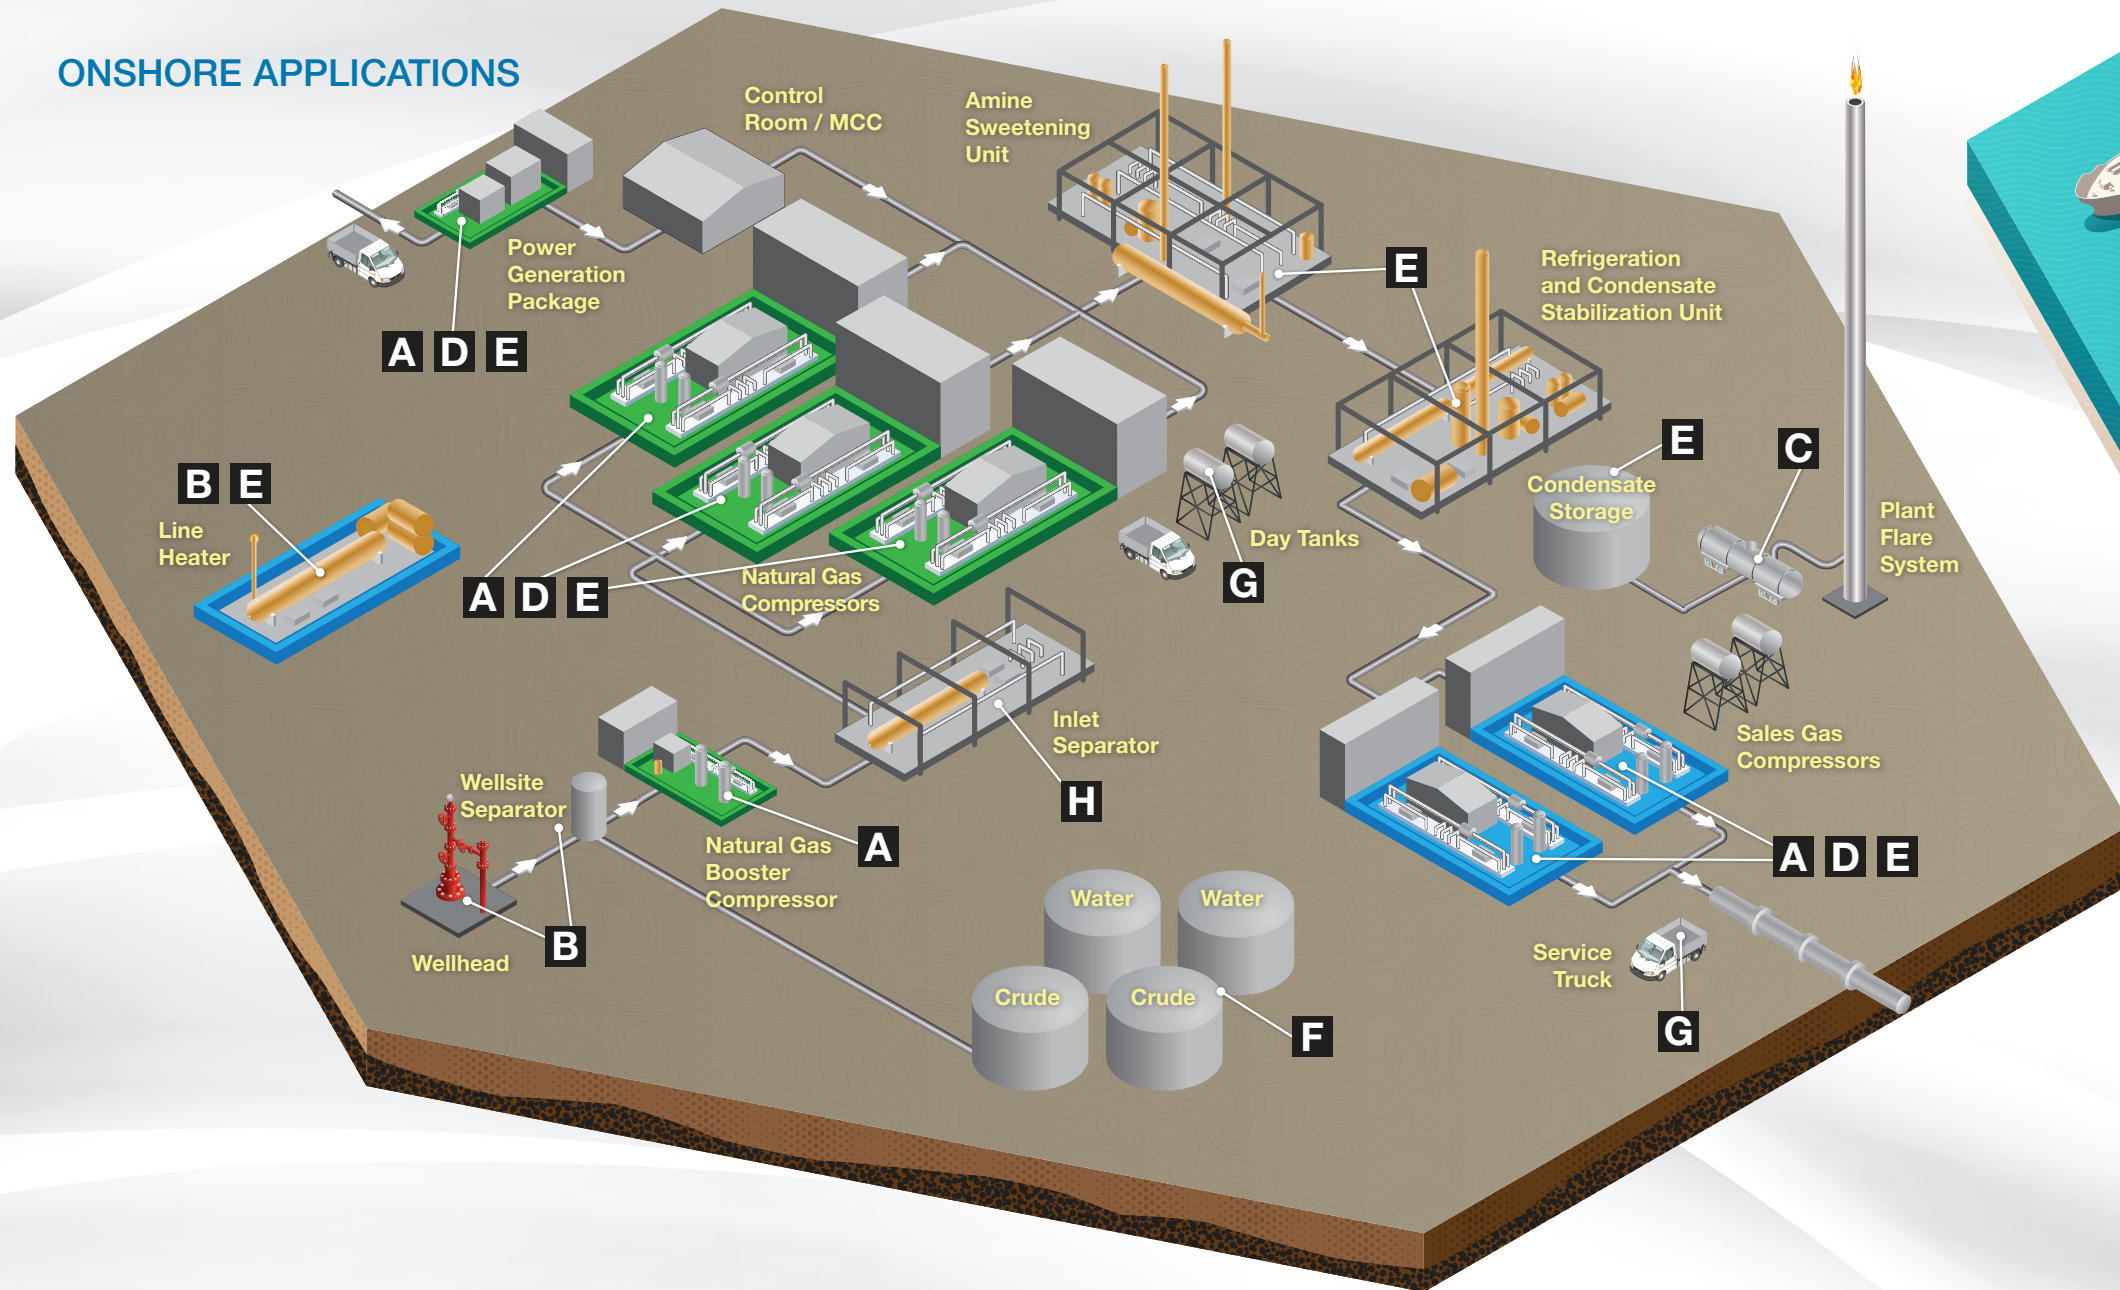 ONSHORE APPLICATIONS
Control
Room / MCC
Amine
Sweetening
Unit
Power
Generation
Package
A D E
E
Refrigeration
and Condensate
Stabilization Unit
B E
Line
Heater
E
Condensate
Storage
C
Plant
Flare
System
Day Tanks
G
A D E
Natural Gas
Compressors
Inlet
Separator
H
Sales Gas
Compressors
A D E
Wellsite
Separator
Natural Gas
Booster
Compressor
A
Wellhead
B
Water
Water
Crude
Crude
F
Service
Truck
G